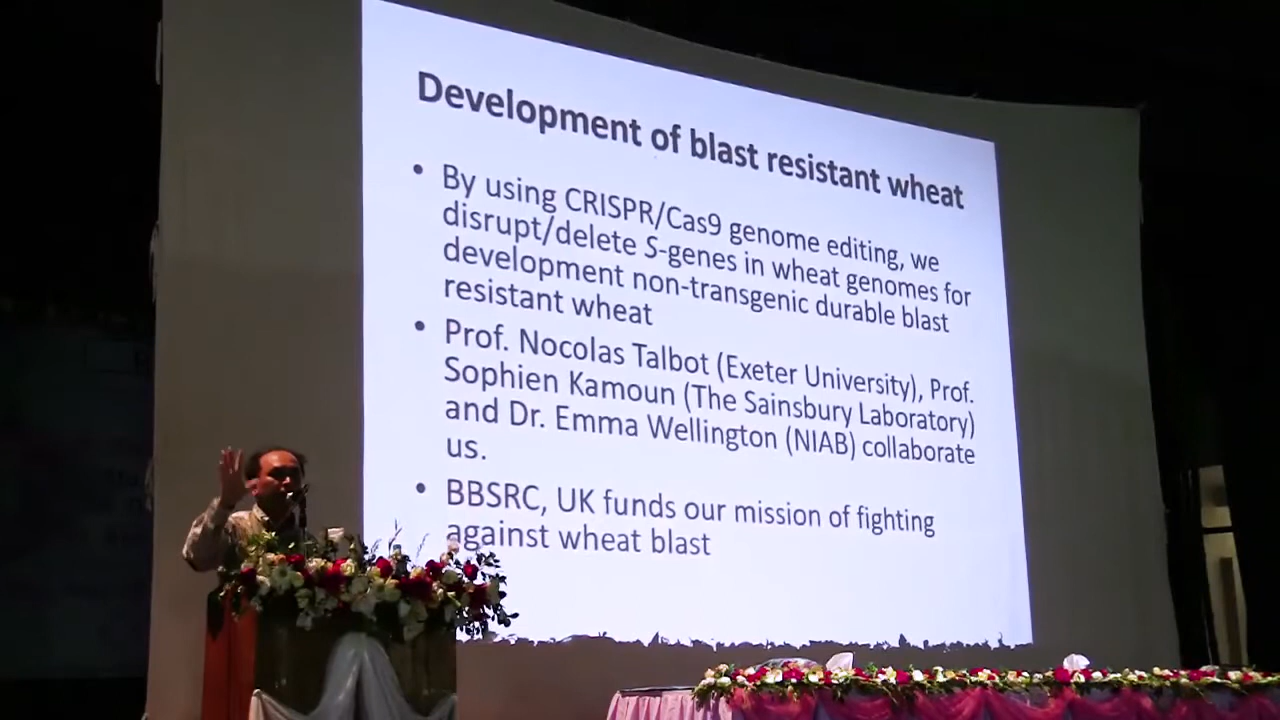 Development of blast resistant wheat
• By using CRISPR/Cas9 genome editing, we
disrupt/delete S-genes in wheat genomes for
development non-transgenic durable blast
resistant wheat
• Prof. Nocolas Talbot (Exeter University), Prof.
Sophien Kamoun (The Sainsbury Laboratory)
and Dr. Emma Wellington (NIAB) collaborate
us.
• BBSRC, UK funds our mission of fighting
against wheat blast